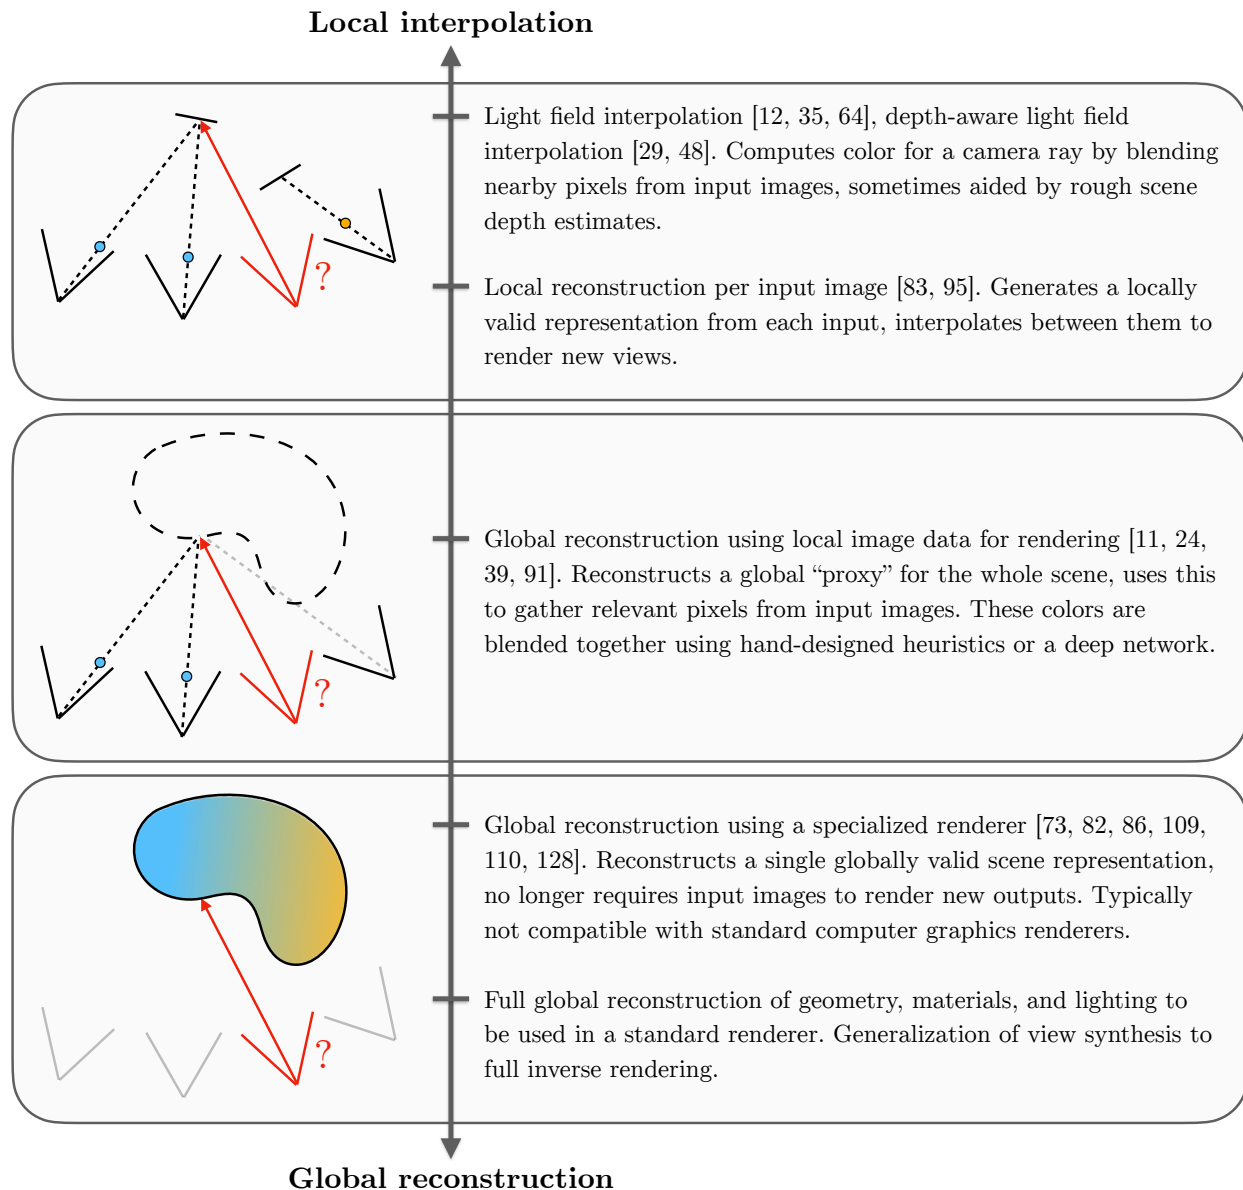 Local interpolation
Light field interpolation [12, 35, 64], depth-aware light field
interpolation [29, 48]. Computes color for a camera ray by blending
nearby pixels from input images, sometimes aided by rough scene
depth estimates.
?
Local reconstruction per input image [83, 95]. Generates a locally
valid representation from each input, interpolates between them to
render new views.
Global reconstruction using local image data for rendering [11, 24,
39, 91]. Reconstructs a global “proxy” for the whole scene, uses this
to gather relevant pixels from input images. These colors are
blended together using hand-designed heuristics or a deep network.
?
Global reconstruction using a specialized renderer [73, 82, 86, 109,
110, 128]. Reconstructs a single globally valid scene representation,
no longer requires input images to render new outputs. Typically
not compatible with standard computer graphics renderers.
Full global reconstruction of geometry, materials, and lighting to
be used in a standard renderer. Generalization of view synthesis to
full inverse rendering.
?
Global reconstruction